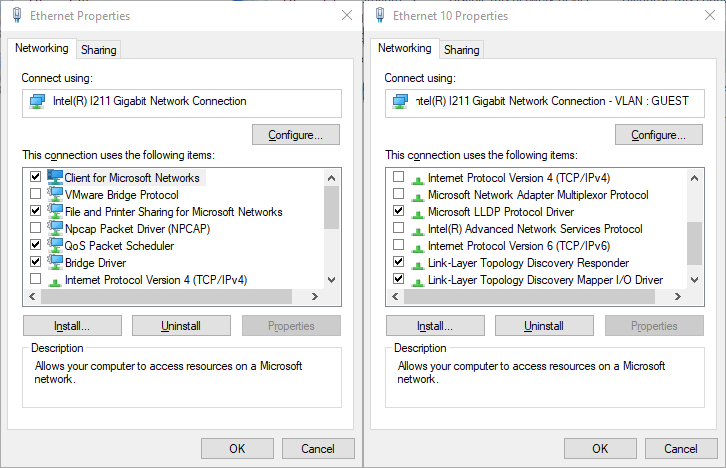 Ethernet Properties
Networking
Sharing
Connect using:
Intel(R) I211 Gigabit Network Connection
Configure...
This connection uses the following items:
Client for Microsoft Networks
VMware Bridge Protocol
File and Printer Sharing for Microsoft Networks
Npcap Packet Driver (NPCAP)
QoS Packet Scheduler
Bridge Driver
Internet Protocol Version 4 (TCP/IPv4)
Install...
Uninstall
Properties
Description
Allows your computer to access resources on a Microsoft
network.
OK
Cancel
Ethernet 10 Properties
Networking
Sharing
Connect using:
ntel(R) I211 Gigabit Network Connection - VLAN : GUEST
Configure...
This connection uses the following items:
Internet Protocol Version 4 (TCP/IPv4)
Microsoft Network Adapter Multiplexor Protocol
Microsoft LLDP Protocol Driver
Intel(R) Advanced Network Services Protocol
Internet Protocol Version 6 (TCP/IPv6)
Link-Layer Topology Discovery Responder
Link-Layer Topology Discovery Mapper I/O Driver
Install...
Uninstall
Properties
Description
Allows your computer to access resources on a Microsoft
network.
OK
Cancel